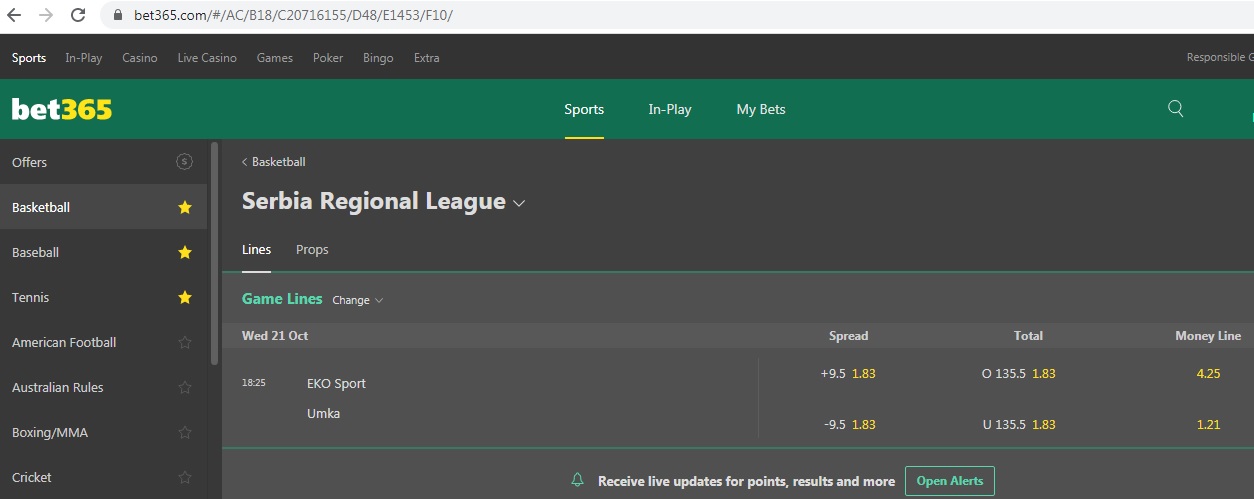 bet365.com/#/AC/B18/C20716155/D48/E1453/F10/
Sports In-Play Casino Live Casino Games Poker Bingo Extra Responsible G
bet365 Sports In-Play My Bets
Offers
Basketball
Baseball
Tennis
American Football
Australian Rules
Boxing/MMA
Cricket
< Basketball
Serbia Regional League
Lines Props
Game Lines Change
Wed 21 Oct Spread Total Money Line
18:25 EKO Sport +9.5 1.83 O 135.5 1.83 4.25
Umka -9.5 1.83 U 135.5 1.83 1.21
Receive live updates for points, results and more Open Alerts